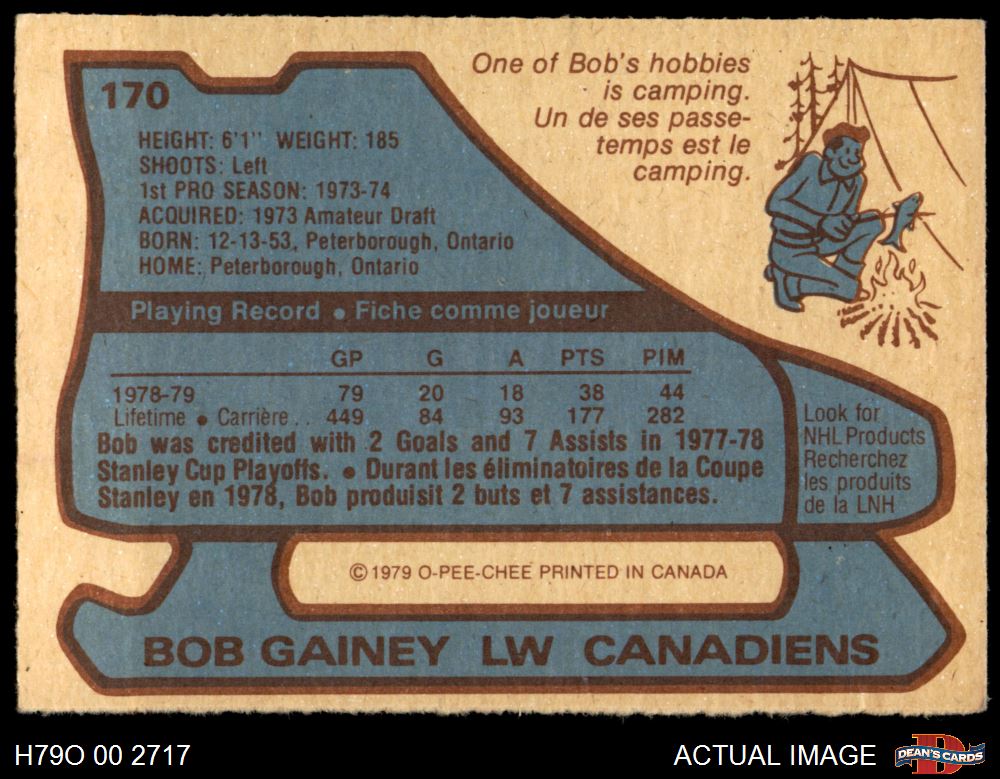 170
HEIGHT: 6'1" WEIGHT: 185
SHOOTS: Left
1st PRO SEASON: 1973-74
ACQUIRED: 1973 Amateur Draft
BORN: 12-13-53, Peterborough, Ontario
HOME: Peterborough, Ontario
One of Bob's hobbies
is camping.
Un de ses passe-
temps est le
camping.
Playing Record • Fiche comme joueur
GP G A PTS PIM
1978-79 79 20 18 38 44
Lifetime • Carrière . . 449 84 93 177 282
Bob was credited with 2 Goals and 7 Assists in 1977-78
Stanley Cup Playoffs. • Durant les éliminatoires de la Coupe
Stanley en 1978, Bob produisit 2 buts et 7 assistances.
Look for
NHL Products
Recherchez
les produits
de la LNH
© 1979 O-PEE-CHEE PRINTED IN CANADA
BOB GAINEY LW CANADIENS
H79O 00 2717
ACTUAL IMAGE
D
DEAN'S CARDS